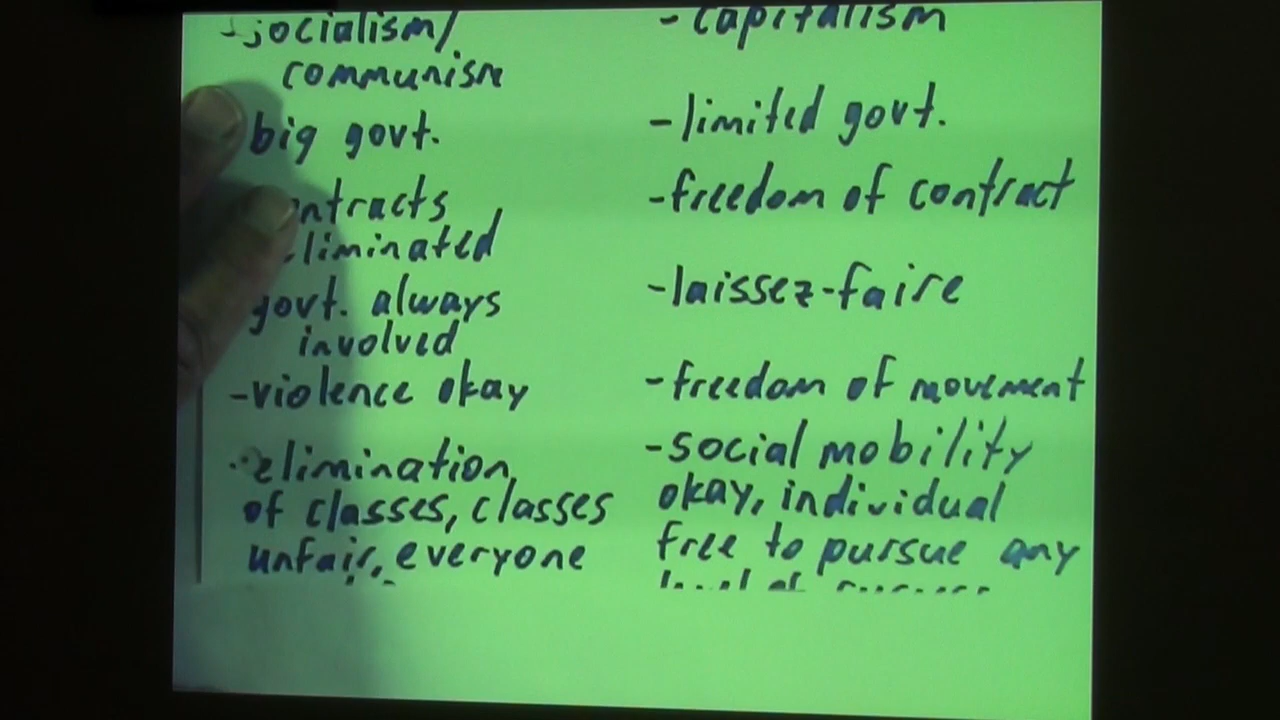 -socialism/
communism
big govt.
ntracts
liminated
govt. always
involved
-violence okay
-elimination
of classes, classes
unfair, everyone
-capitalism
-limited govt.
-freedom of contract
-laissez-faire
-freedom of movement
-social mobility
okay, individual
free to pursue any